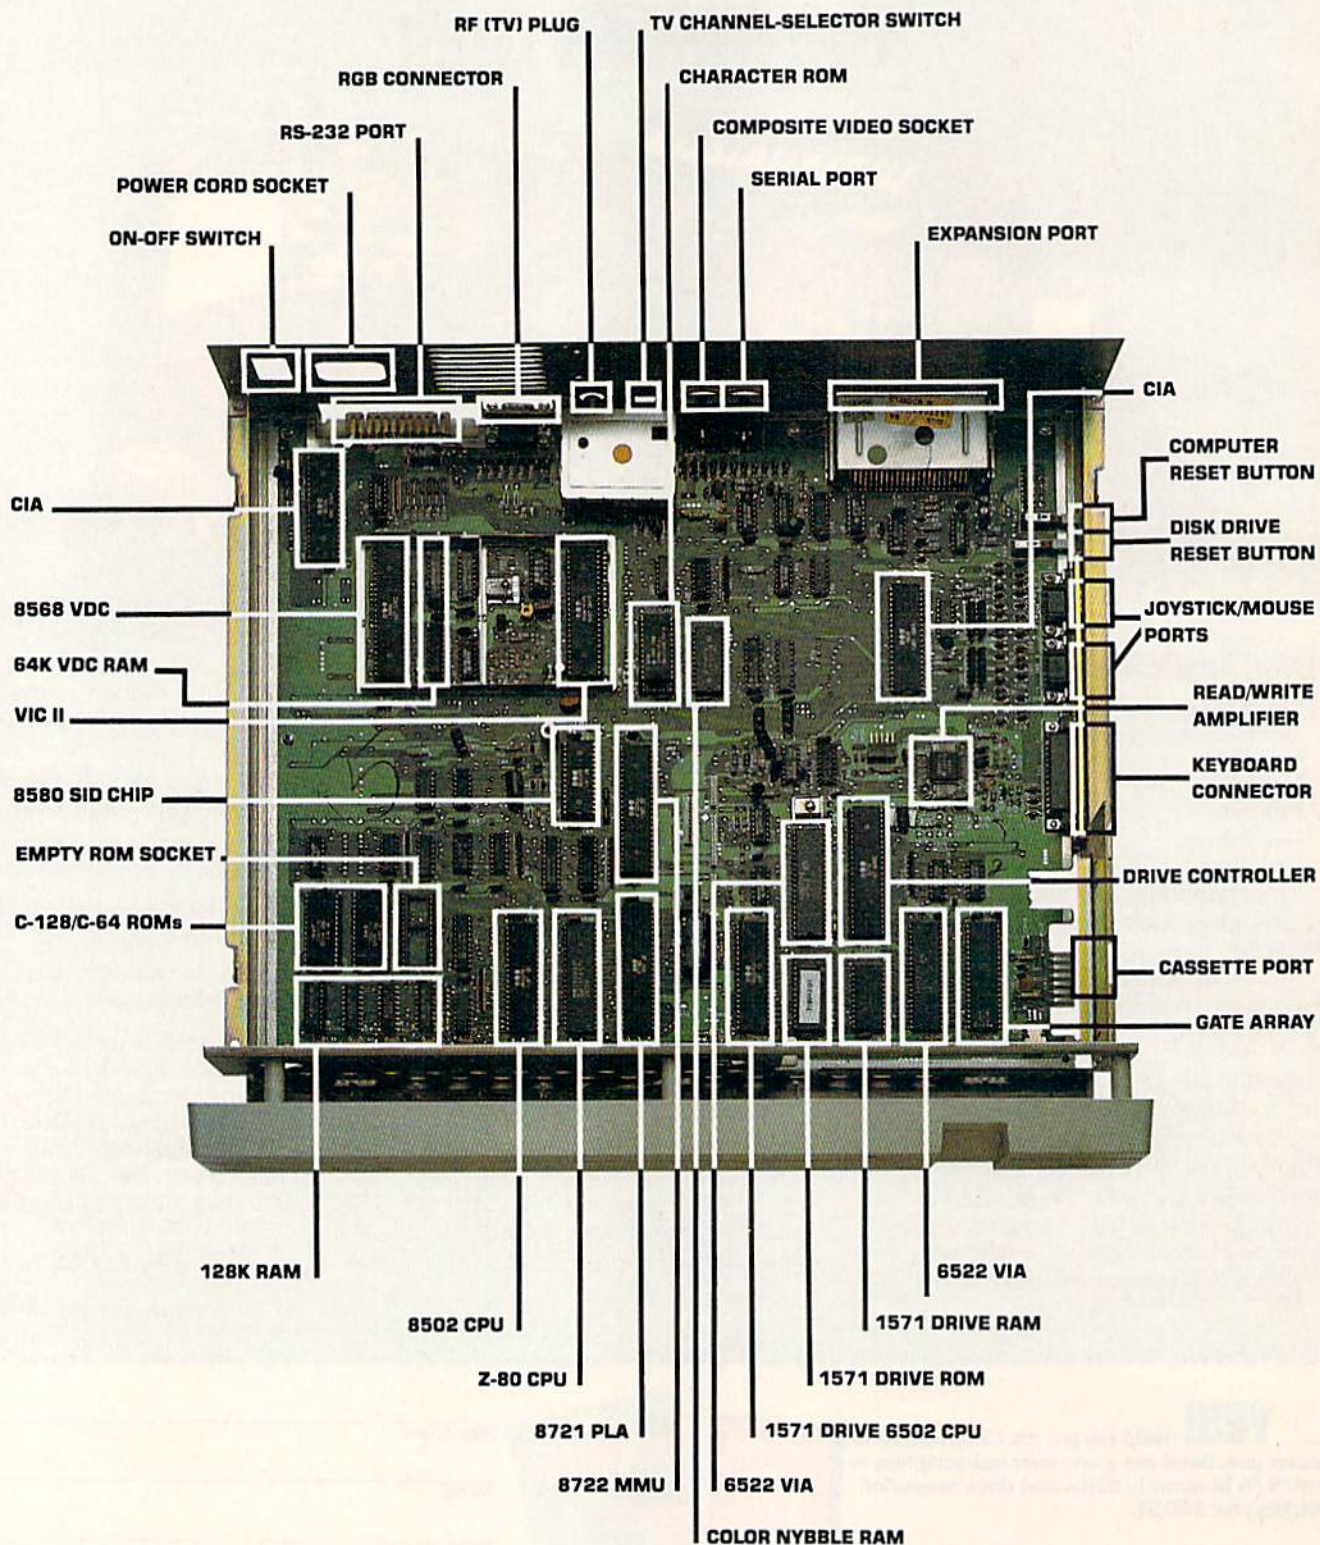 RF (TV) PLUG
TV CHANNEL-SELECTOR SWITCH
RGB CONNECTOR
CHARACTER ROM
RS-232 PORT
COMPOSITE VIDEO SOCKET
POWER CORD SOCKET
SERIAL PORT
ON-OFF SWITCH
EXPANSION PORT
CIA
COMPUTER
RESET BUTTON
CIA
DISK DRIVE
RESET BUTTON
8568 VDC
JOYSTICK/MOUSE
PORTS
64K VDC RAM
READ/WRITE
AMPLIFIER
VIC II
KEYBOARD
CONNECTOR
8580 SID CHIP
EMPTY ROM SOCKET
DRIVE CONTROLLER
C-128/C-64 ROMs
CASSETTE PORT
GATE ARRAY
128K RAM
6522 VIA
8502 CPU
1571 DRIVE RAM
Z-80 CPU
1571 DRIVE ROM
8721 PLA
1571 DRIVE 6502 CPU
8722 MMU
6522 VIA
COLOR NYBBLE RAM